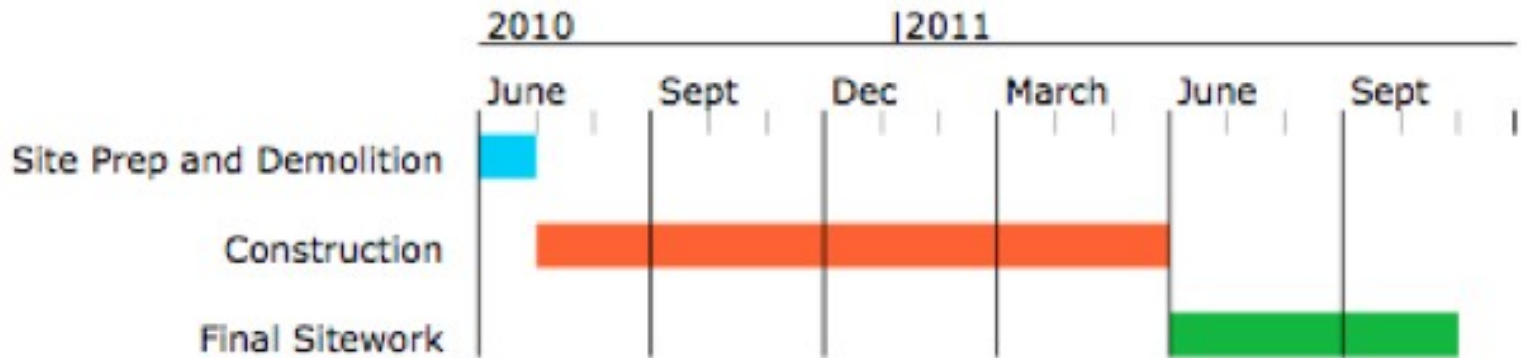 2010 |2011
June Sept Dec March June Sept
Site Prep and Demolition
Construction
Final Sitework